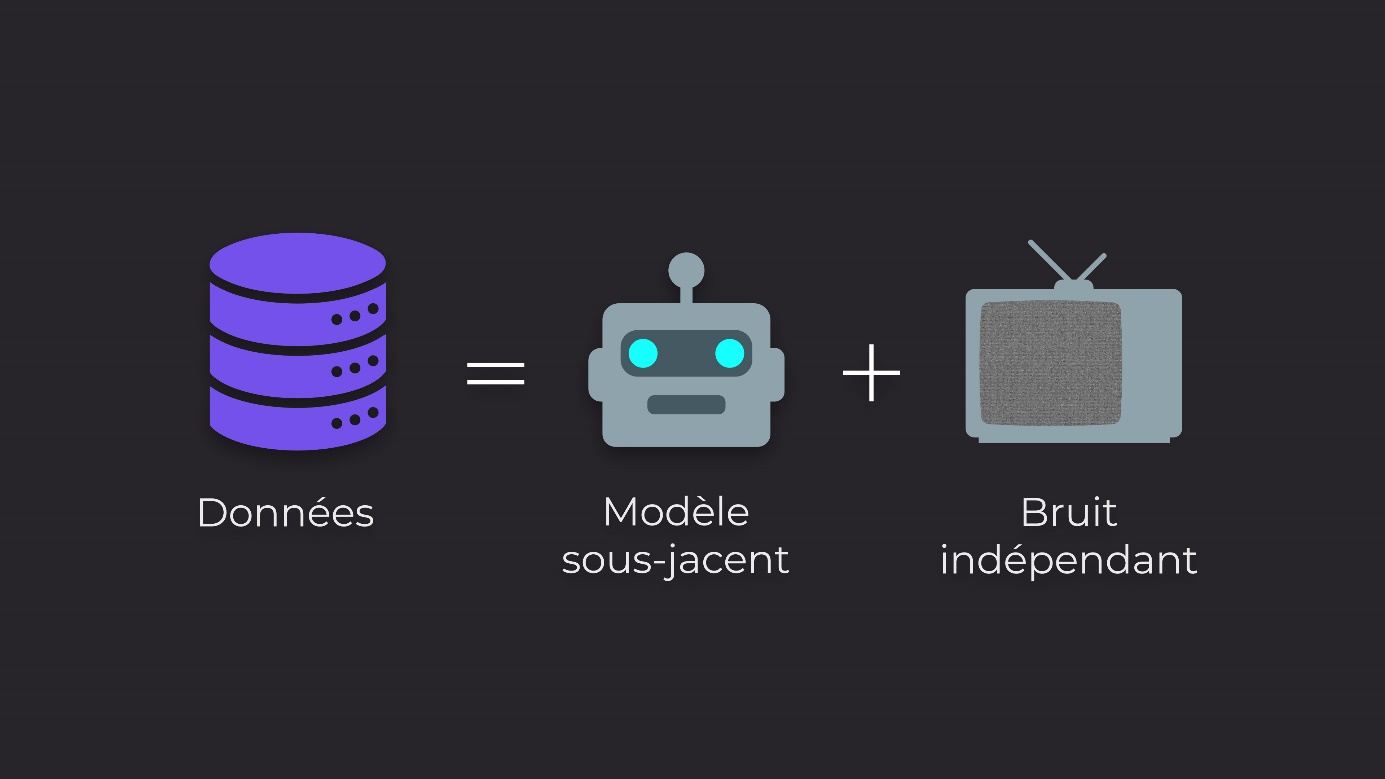 =
+
Données
Modèle
sous-jacent
Bruit
indépendant